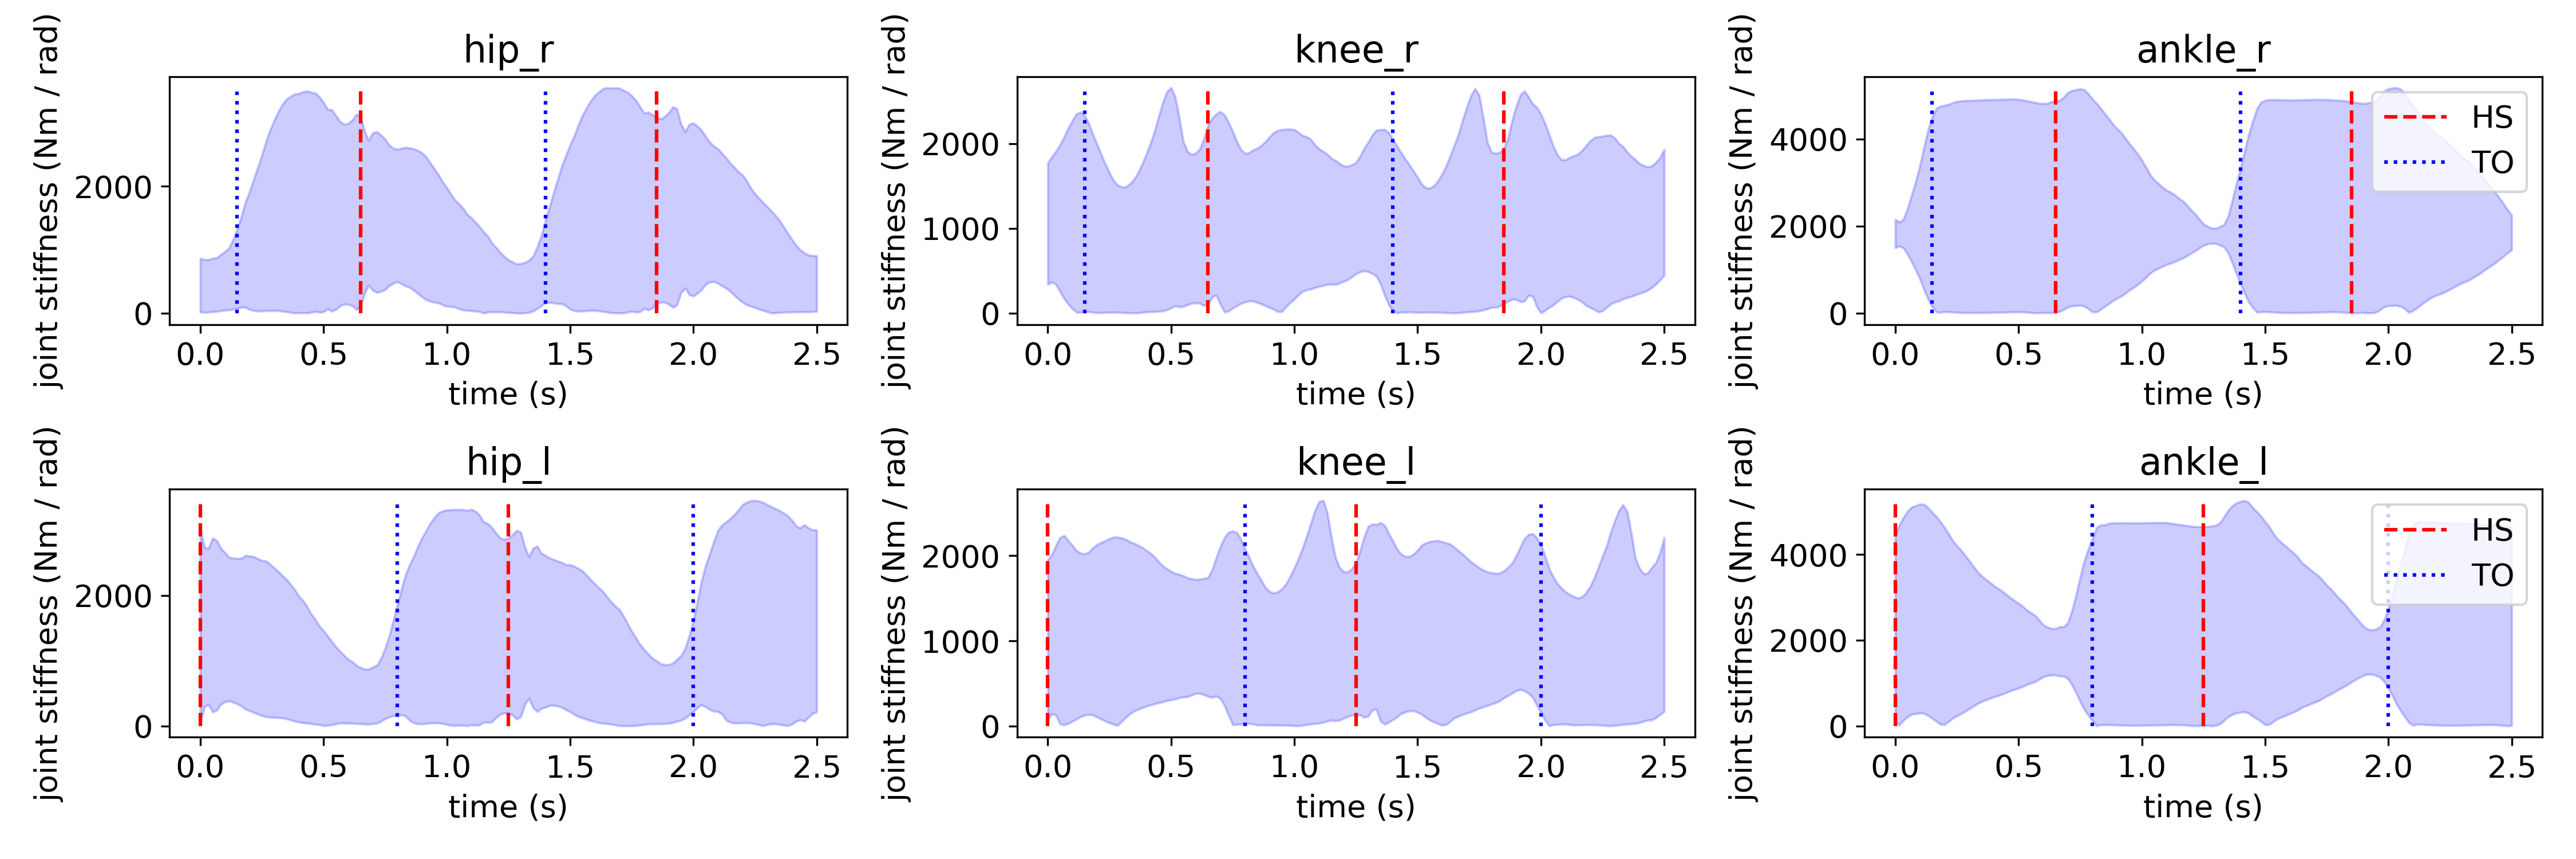 hip_r
joint stiffness (Nm / rad)
2000
0
0.0 0.5 1.0 1.5 2.0 2.5
time (s)
knee_r
joint stiffness (Nm / rad)
2000
1000
0
0.0 0.5 1.0 1.5 2.0 2.5
time (s)
ankle_r
joint stiffness (Nm / rad)
4000
2000
0
HS
TO
0.0 0.5 1.0 1.5 2.0 2.5
time (s)
hip_l
joint stiffness (Nm / rad)
2000
0
0.0 0.5 1.0 1.5 2.0 2.5
time (s)
knee_l
joint stiffness (Nm / rad)
2000
1000
0
0.0 0.5 1.0 1.5 2.0 2.5
time (s)
ankle_l
joint stiffness (Nm / rad)
4000
2000
0
HS
TO
0.0 0.5 1.0 1.5 2.0 2.5
time (s)